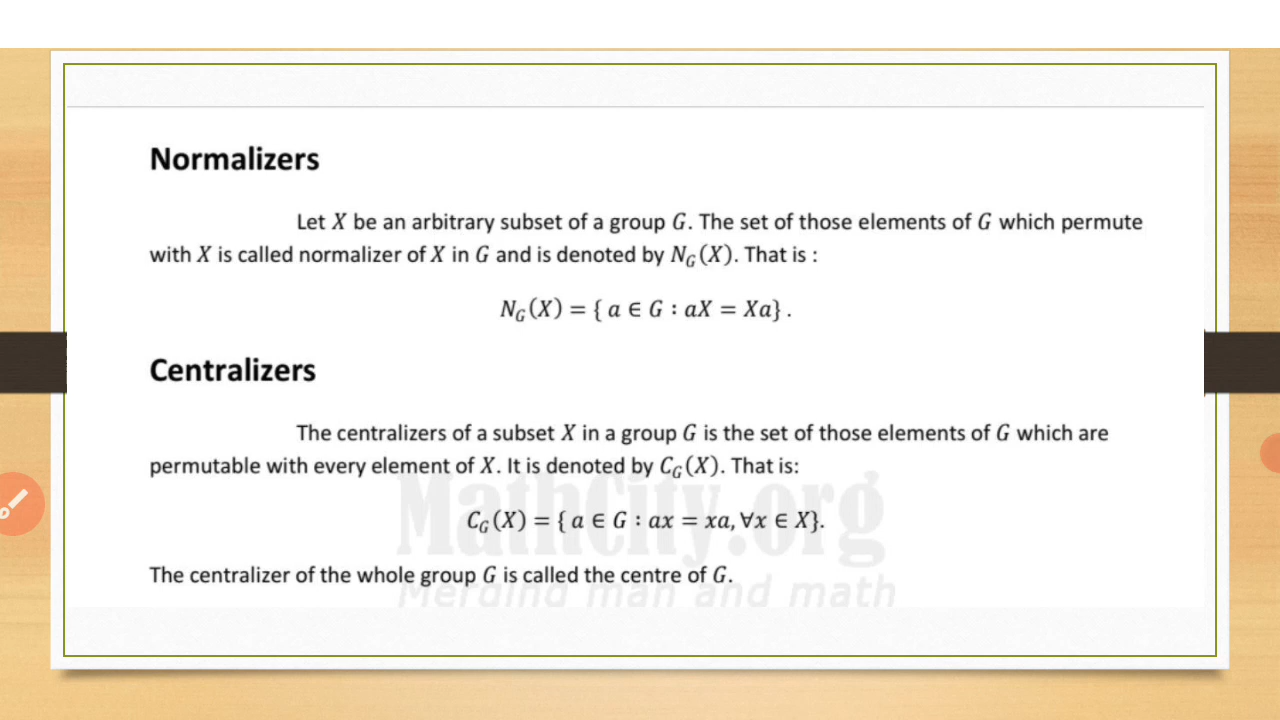 Normalizers
Let X be an arbitrary subset of a group G. The set of those elements of G which permute
with X is called normalizer of X in G and is denoted by N_G(X). That is :
N_G(X) = { a ∈ G : aX = Xa} .
Centralizers
The centralizers of a subset X in a group G is the set of those elements of G which are
permutable with every element of X. It is denoted by C_G(X). That is:
MathCity.org
C_G(X) = { a ∈ G : ax = xa, ∀x ∈ X}.
The centralizer of the whole group G is called the centre of G.
Merging man and math